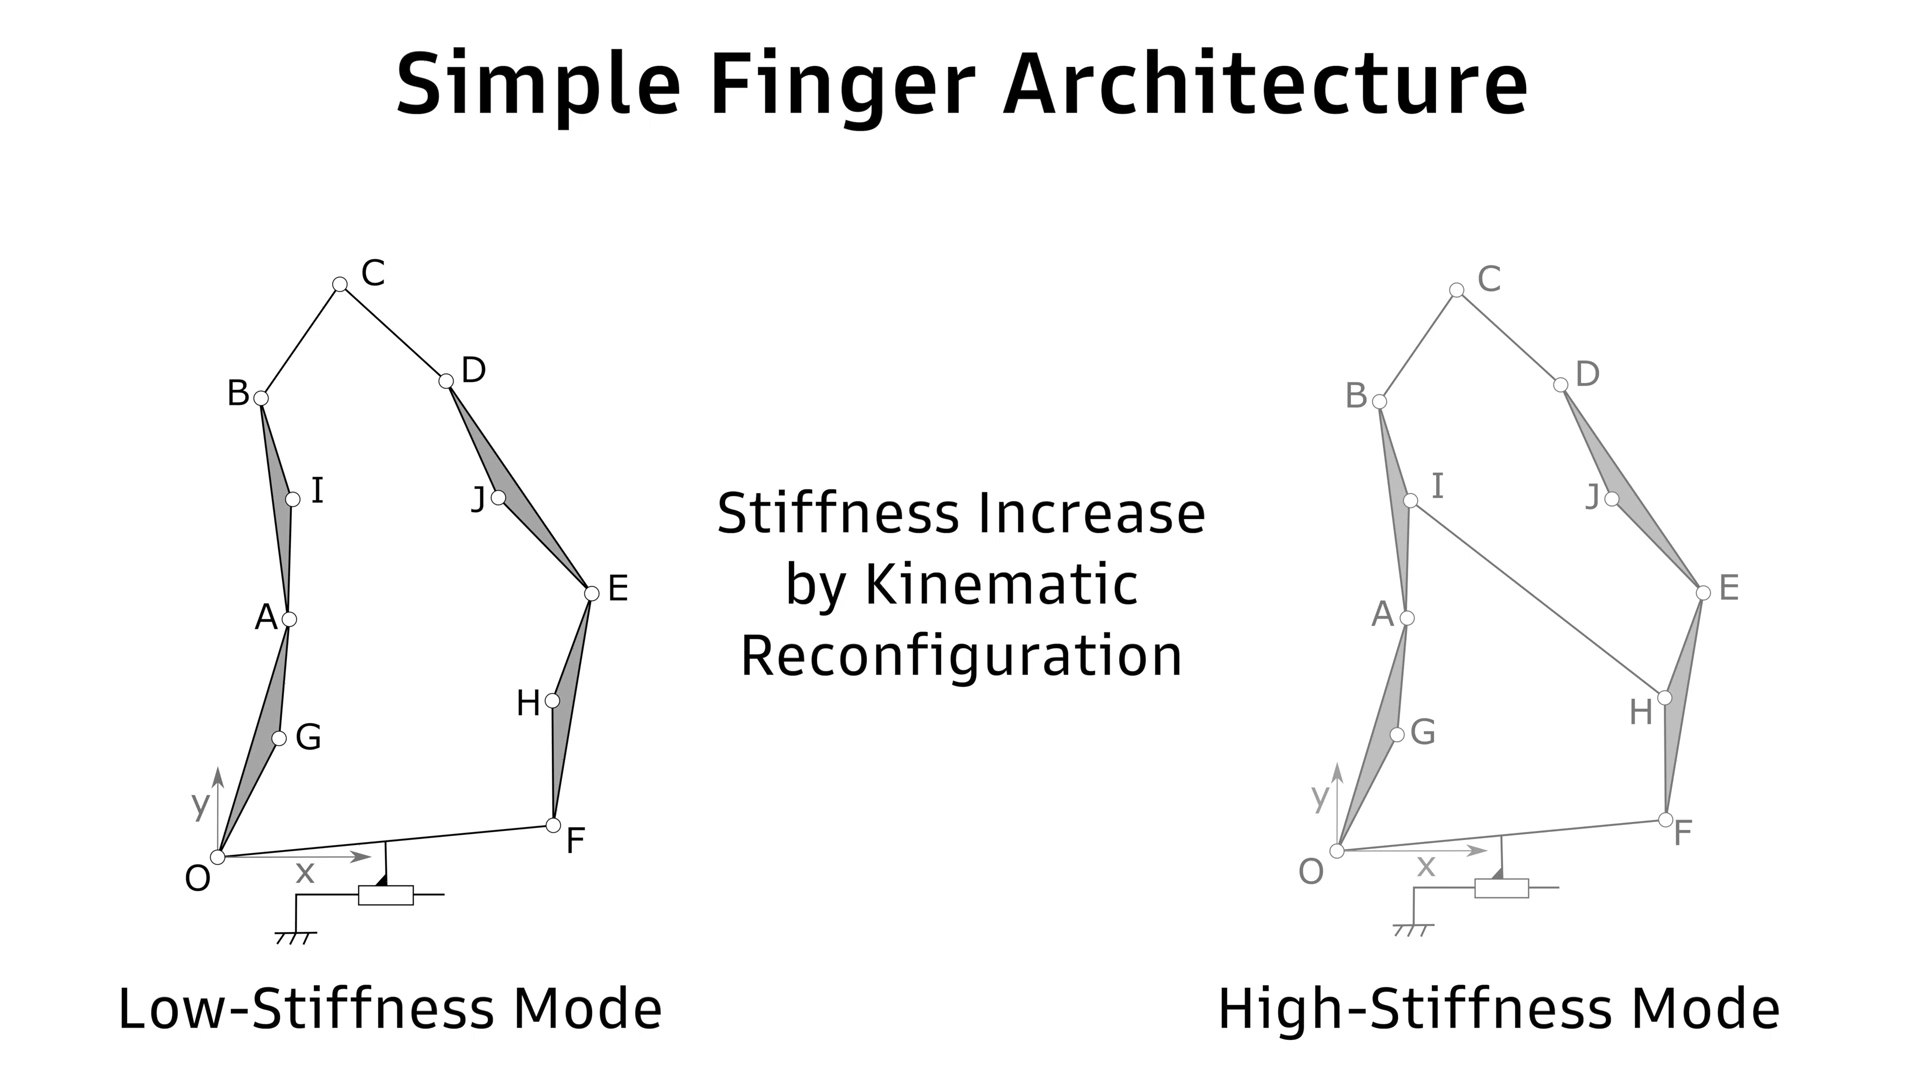 Simple Finger Architecture
C
D
B
I
J
E
A
H
G
y
F
x
O
Low-Stiffness Mode
Stiffness Increase
by Kinematic
Reconfiguration
C
D
B
I
J
E
A
H
G
y
F
x
O
High-Stiffness Mode